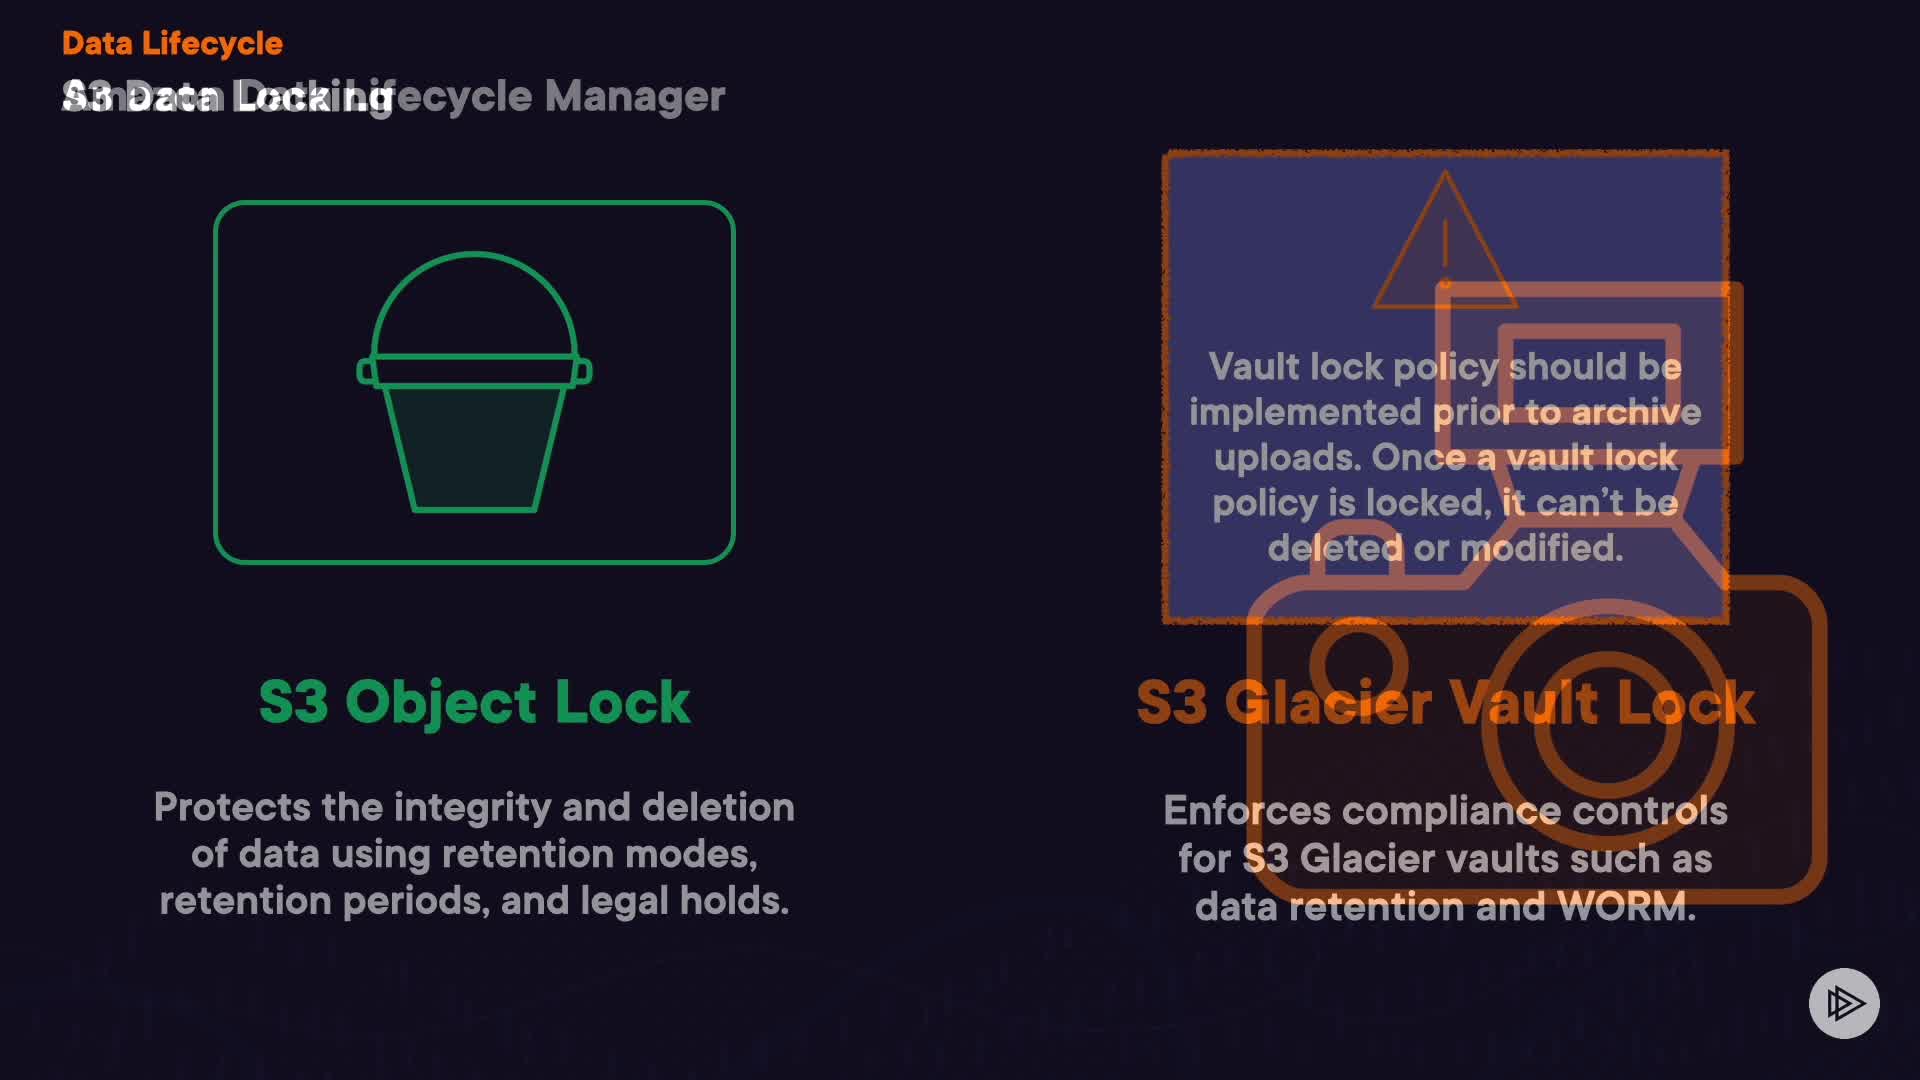 Data Lifecycle
S3 Data Locking
Amazon Data Lifecycle Manager
Vault lock policy should be
implemented prior to archive
uploads. Once a vault lock
policy is locked, it can’t be
deleted or modified.
S3 Object Lock
Protects the integrity and deletion
of data using retention modes,
retention periods, and legal holds.
S3 Glacier Vault Lock
Enforces compliance controls
for S3 Glacier vaults such as
data retention and WORM.